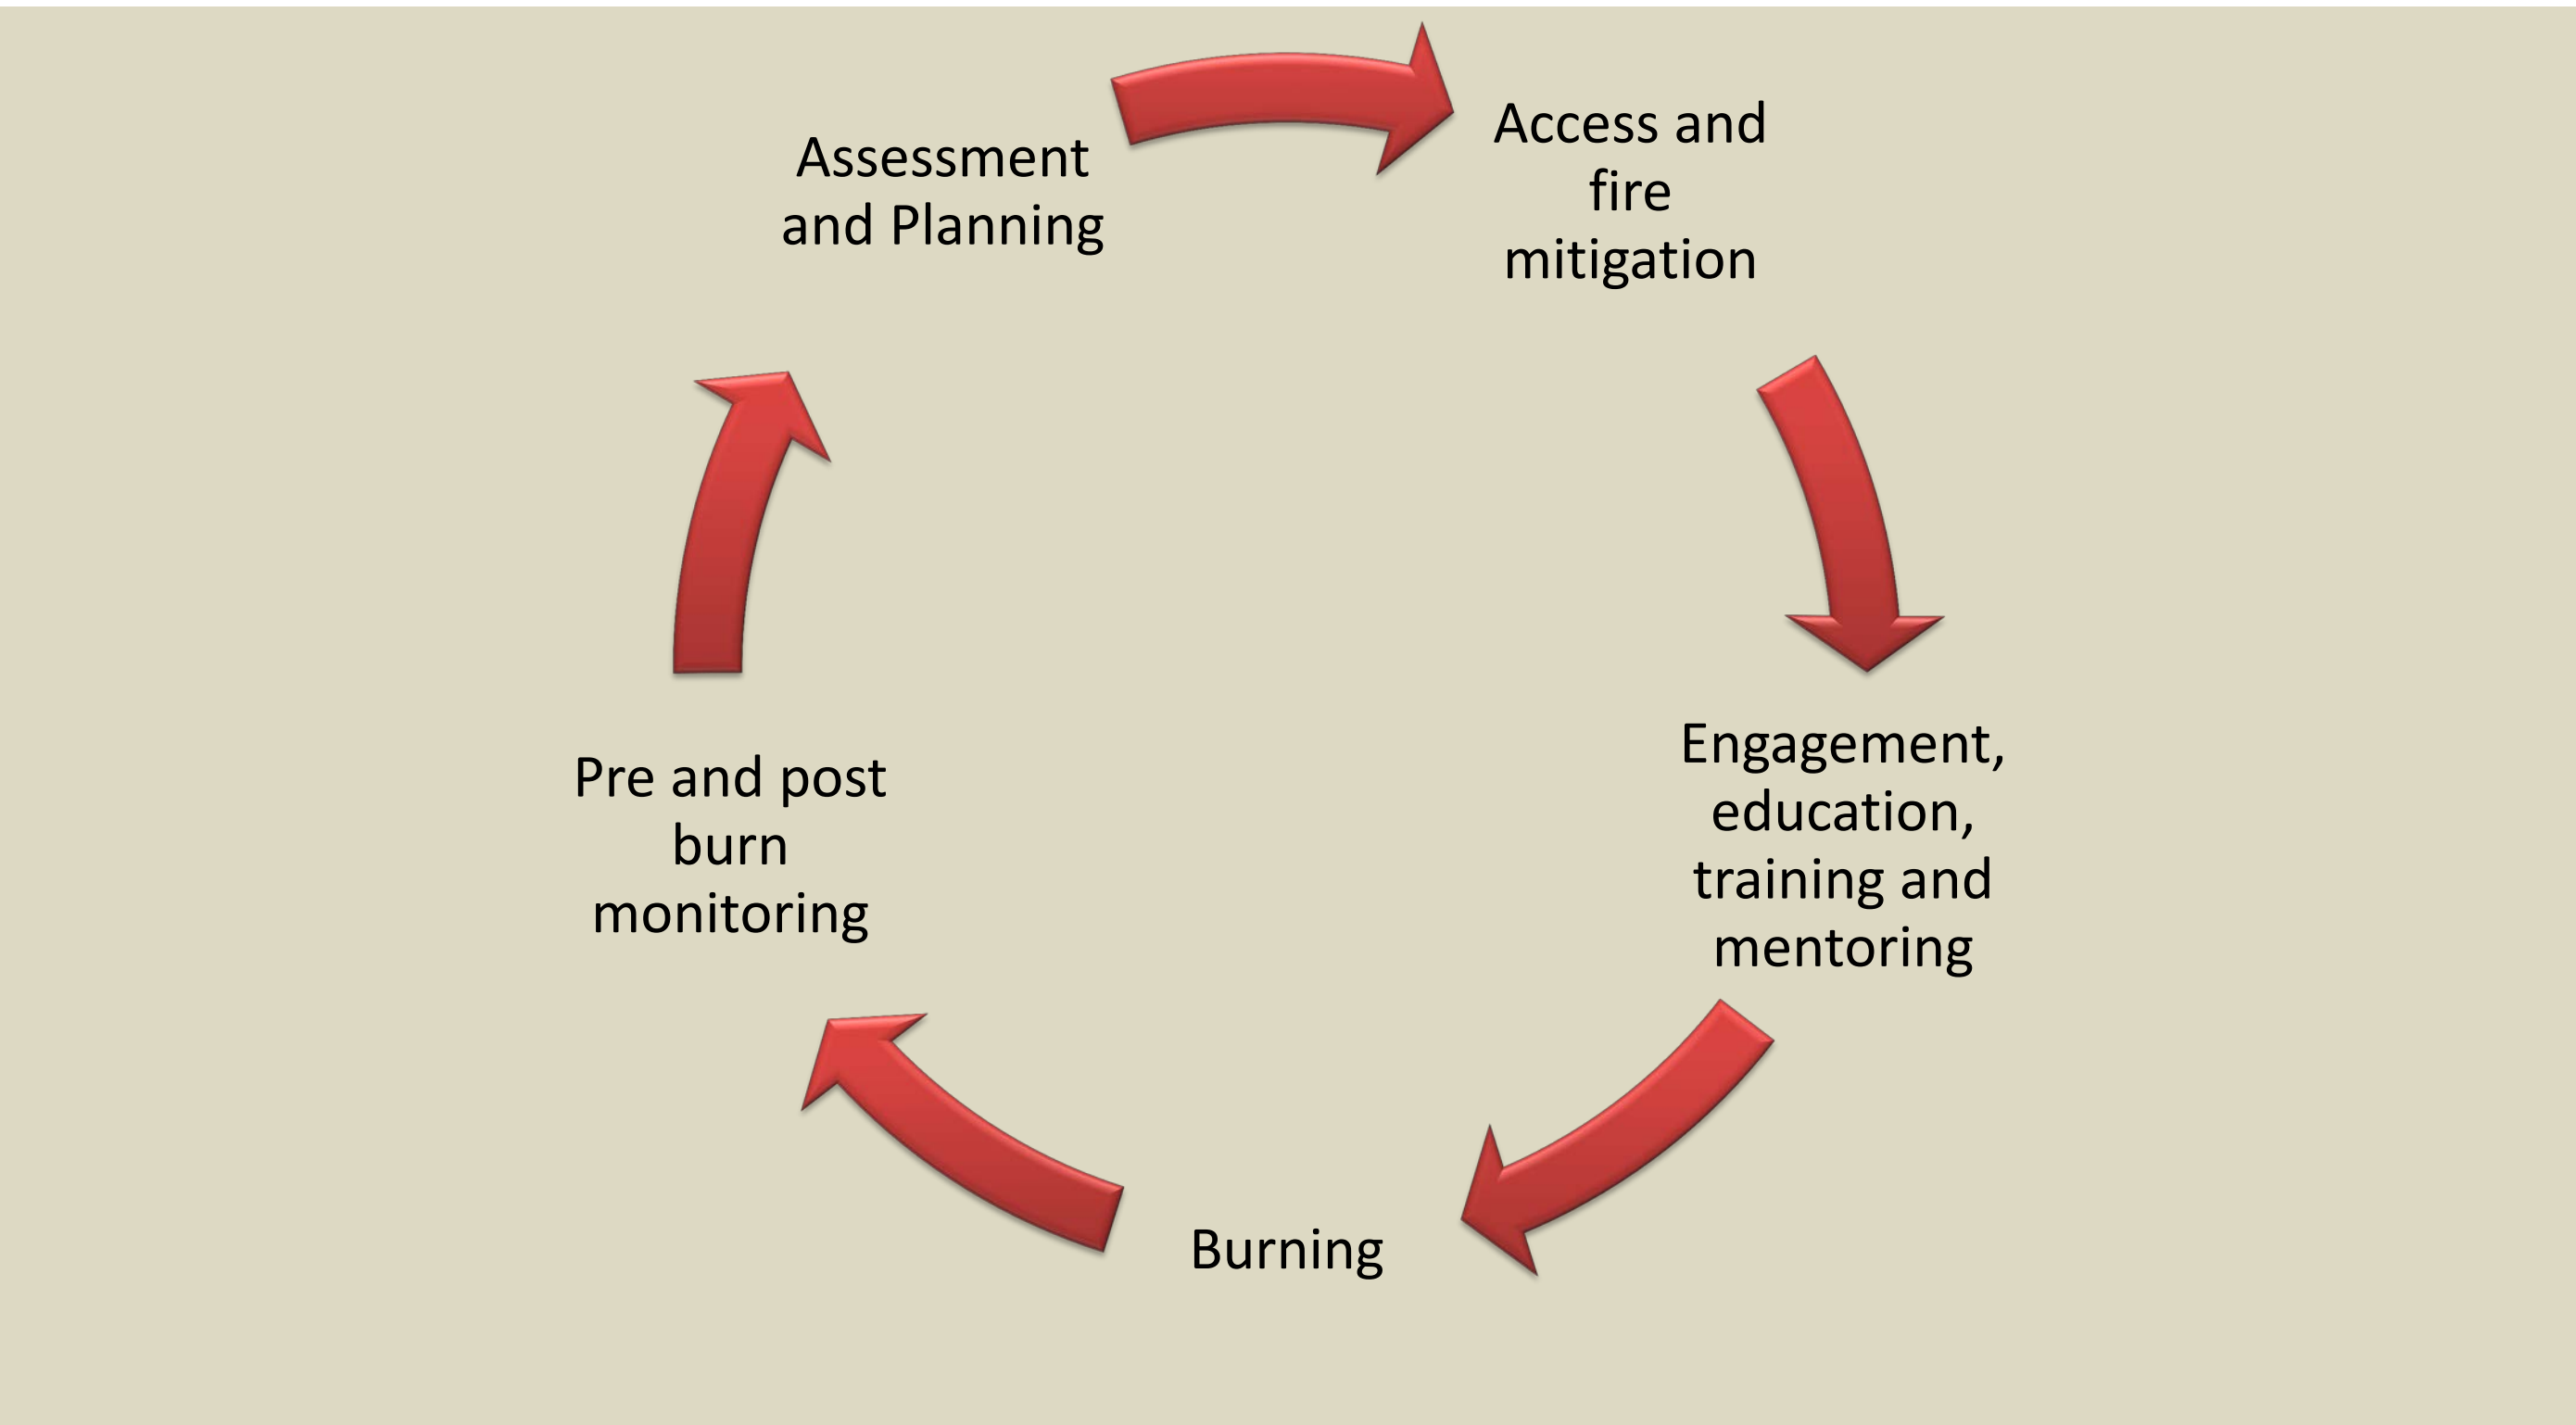 Assessment
and Planning
Access and
fire
mitigation
Engagement,
education,
training and
mentoring
Burning
Pre and post
burn
monitoring